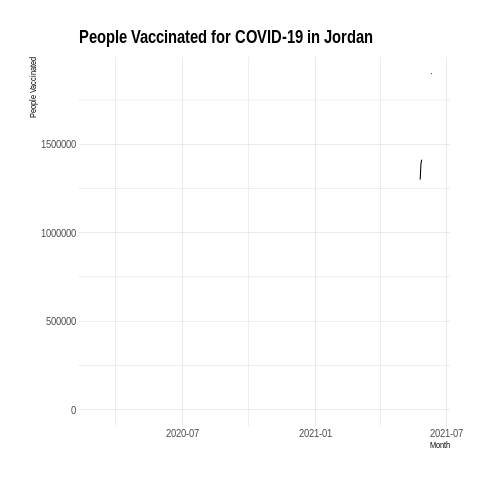 People Vaccinated for COVID-19 in Jordan
People Vaccinated
1500000
1000000
500000
0
2020-07
2021-01
2021-07
Month